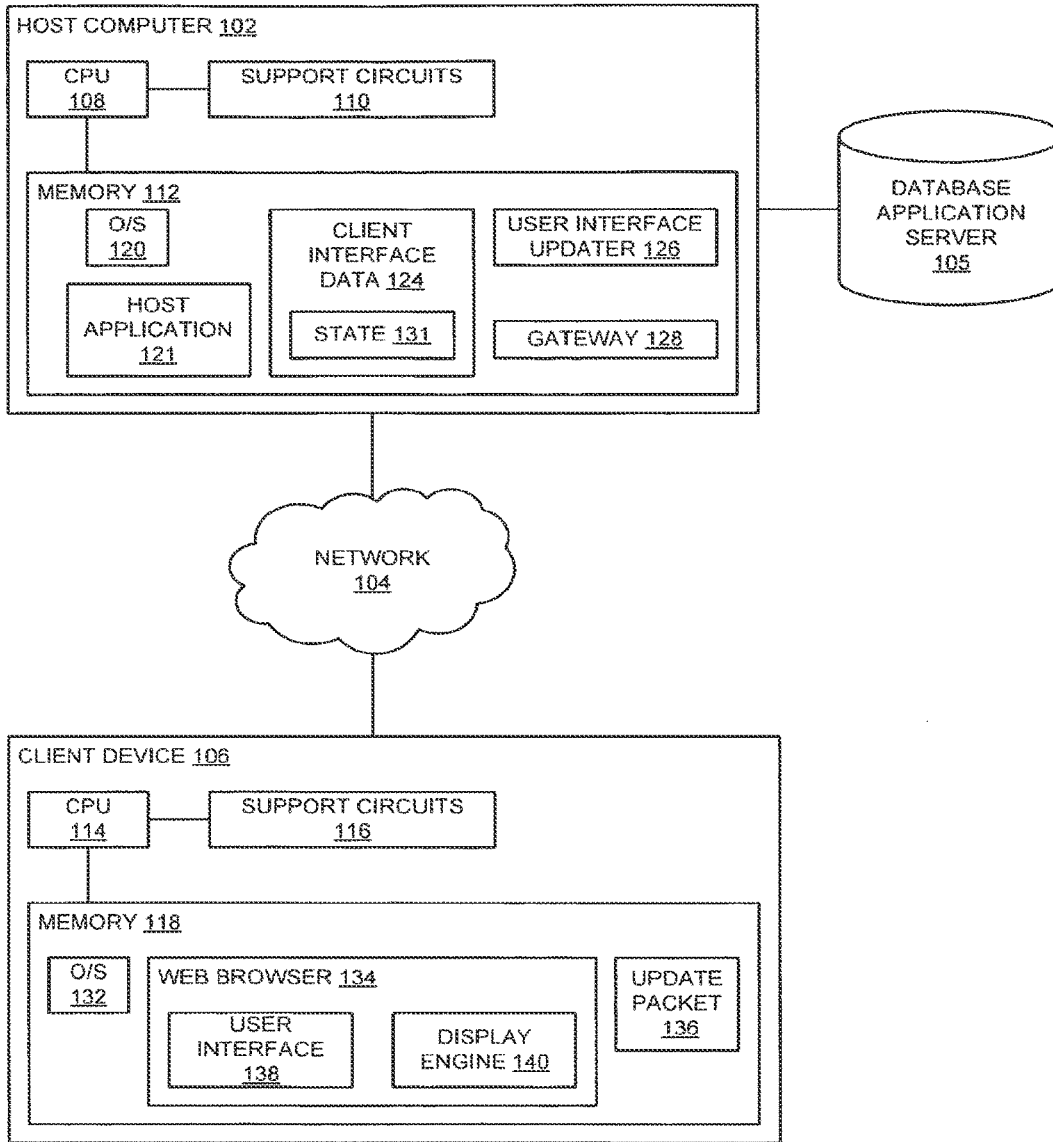 HOST COMPUTER 102
CPU
108
SUPPORT CIRCUITS
110
MEMORY 112
O/S
120
HOST
APPLICATION
121
CLIENT
INTERFACE
DATA 124
STATE 131
USER INTERFACE
UPDATER 126
GATEWAY 128
DATABASE
APPLICATION
SERVER
105
NETWORK
104
CLIENT DEVICE 106
CPU
114
SUPPORT CIRCUITS
116
MEMORY 118
O/S
132
WEB BROWSER 134
USER
INTERFACE
138
DISPLAY
ENGINE 140
UPDATE
PACKET
136